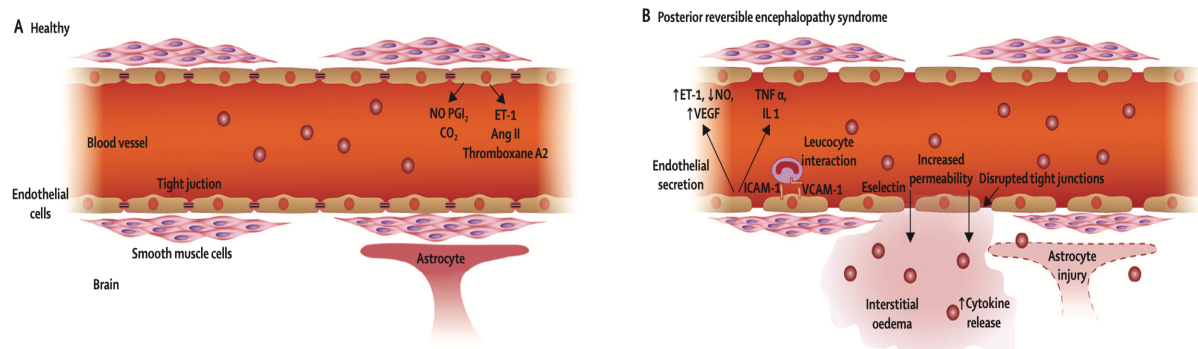 A Healthy
NO PGI₂
CO₂
ET-1
Ang II
Thromboxane A2
Blood vessel
Tight juction
Endothelial
cells
Smooth muscle cells
Astrocyte
Brain
B Posterior reversible encephalopathy syndrome
↑ET-1, ↓NO,
↑VEGF
TNF α,
IL 1
Endothelial
secretion
Leucocyte
interaction
ICAM-1
VCAM-1
Eselectin
Increased
permeability
Disrupted tight junctions
Astrocyte
injury
Interstitial
oedema
↑Cytokine
release